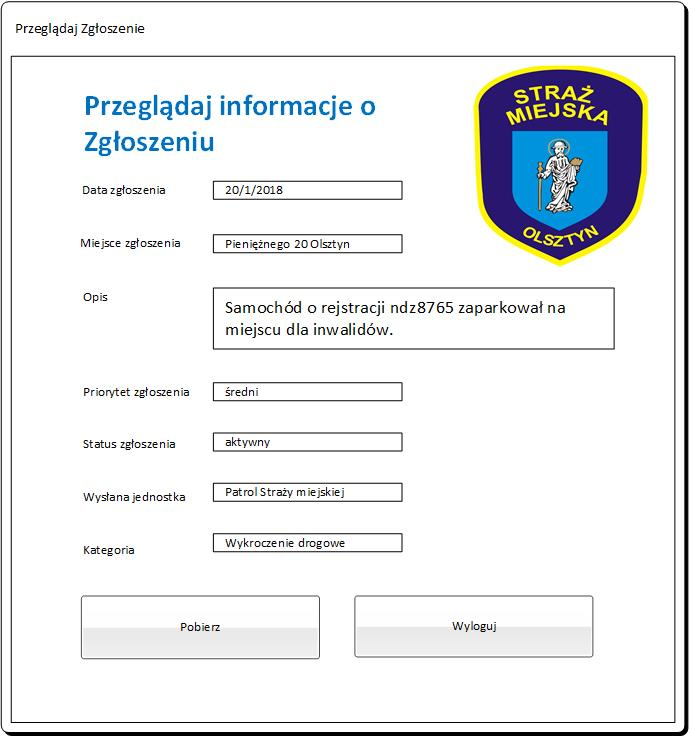 Przeglądaj Zgłoszenie
Przeglądaj informacje o
Zgłoszeniu
STRAŻ
MIEJSKA
OLSZTYN
Data zgłoszenia
20/1/2018
Miejsce zgłoszenia
Pieniężnego 20 Olsztyn
Opis
Samochód o rejstracji ndz8765 zaparkował na
miejscu dla inwalidów.
Priorytet zgłoszenia
średni
Status zgłoszenia
aktywny
Wysłana jednostka
Patrol Straży miejskiej
Kategoria
Wykroczenie drogowe
Pobierz
Wyloguj